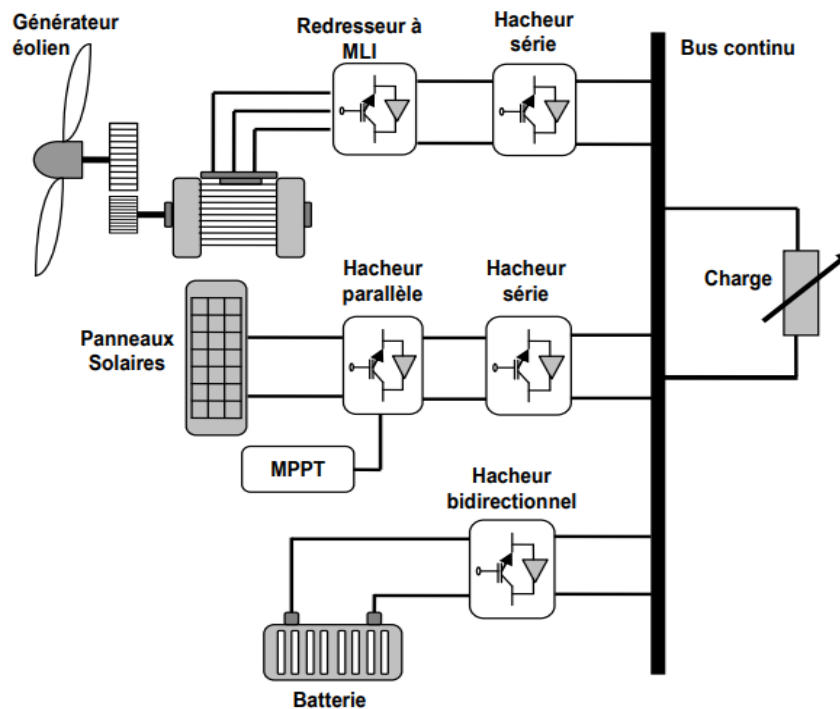 Générateur
éolien
Redresseur à
MLI
Hacheur
série
Bus continu
Hacheur
parallèle
Hacheur
série
Charge
Panneaux
Solaires
MPPT
Hacheur
bidirectionnel
Batterie